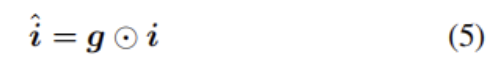 î = g ⊙ i (5)